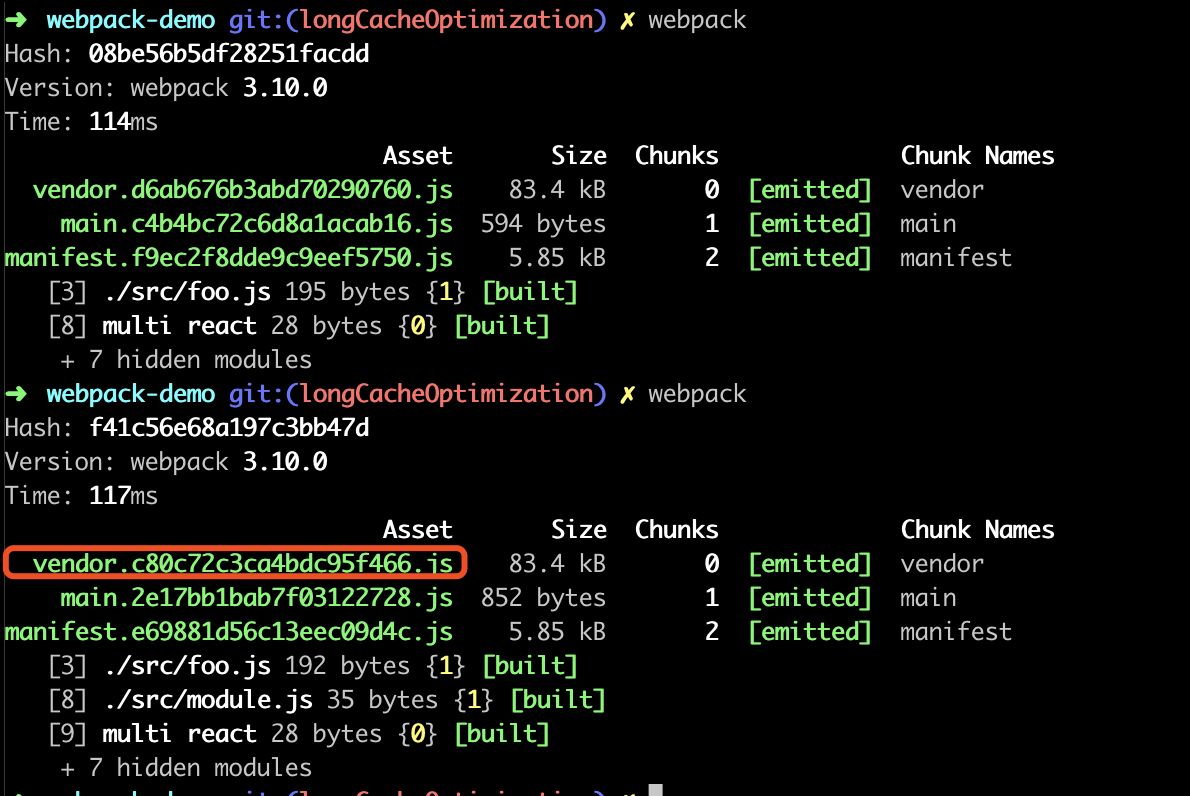 ➜ webpack-demo git:(longCacheOptimization) ✗ webpack
Hash: 08be56b5df28251facdd
Version: webpack 3.10.0
Time: 114ms
Asset Size Chunks Chunk Names
vendor.d6ab676b3abd70290760.js 83.4 kB 0 [emitted] vendor
main.c4b4bc72c6d8a1acab16.js 594 bytes 1 [emitted] main
manifest.f9ec2f8dde9c9eef5750.js 5.85 kB 2 [emitted] manifest
[3] ./src/foo.js 195 bytes {1} [built]
[8] multi react 28 bytes {0} [built]
+ 7 hidden modules
➜ webpack-demo git:(longCacheOptimization) ✗ webpack
Hash: f41c56e68a197c3bb47d
Version: webpack 3.10.0
Time: 117ms
Asset Size Chunks Chunk Names
vendor.c80c72c3ca4bdc95f466.js 83.4 kB 0 [emitted] vendor
main.2e17bb1bab7f03122728.js 852 bytes 1 [emitted] main
manifest.e69881d56c13eec09d4c.js 5.85 kB 2 [emitted] manifest
[3] ./src/foo.js 192 bytes {1} [built]
[8] ./src/module.js 35 bytes {1} [built]
[9] multi react 28 bytes {0} [built]
+ 7 hidden modules